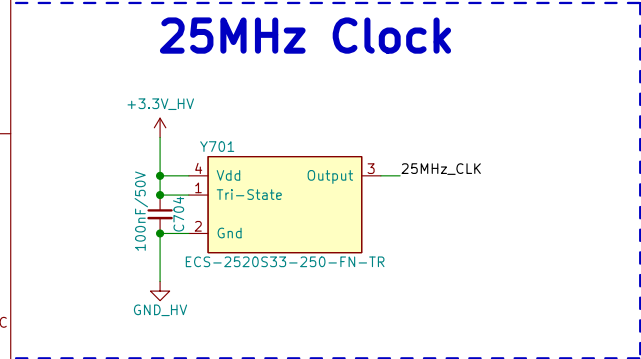 25MHz Clock
+3.3V_HV
Y701
4 Vdd Output 3 25MHz_CLK
1 Tri-State
100nF/50V C704
2 Gnd
ECS-2520S33-250-FN-TR
GND_HV
C